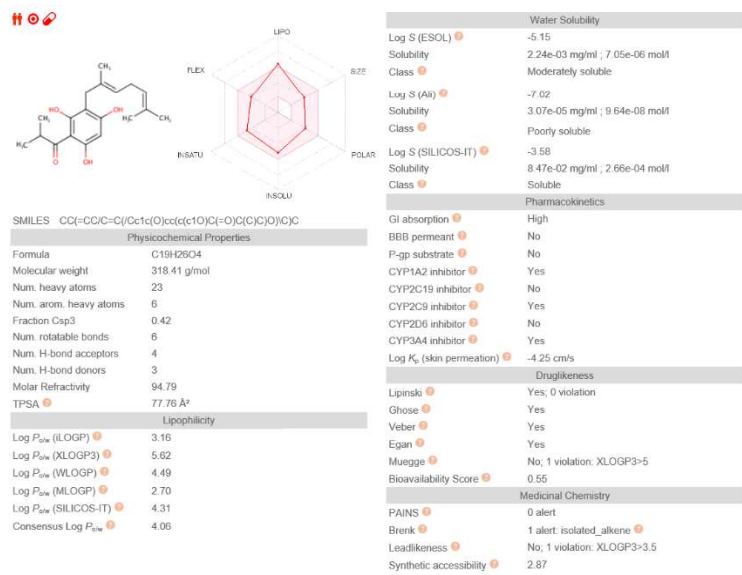 LIPO
SIZE
POLAR
INSOLU
INSATU
FLEX
CH₃
HO
OH
H₃C
CH₃
H₃C
CH₃
O
OH
SMILES CC(=CC/C=C(/Cc1c(O)cc(c(c1O)C(=O)C(C)C)O)\C)C
Physicochemical Properties
Formula C19H26O4
Molecular weight 318.41 g/mol
Num. heavy atoms 23
Num. arom. heavy atoms 6
Fraction Csp3 0.42
Num. rotatable bonds 6
Num. H-bond acceptors 4
Num. H-bond donors 3
Molar Refractivity 94.79
TPSA ? 77.76 Å²
Lipophilicity
Log Po/w (iLOGP) ? 3.16
Log Po/w (XLOGP3) ? 5.62
Log Po/w (WLOGP) ? 4.49
Log Po/w (MLOGP) ? 2.70
Log Po/w (SILICOS-IT) ? 4.31
Consensus Log Po/w ? 4.06
Water Solubility
Log S (ESOL) ? -5.15
Solubility 2.24e-03 mg/ml ; 7.05e-06 mol/l
Class ? Moderately soluble
Log S (Ali) ? -7.02
Solubility 3.07e-05 mg/ml ; 9.64e-08 mol/l
Class ? Poorly soluble
Log S (SILICOS-IT) ? -3.58
Solubility 8.47e-02 mg/ml ; 2.66e-04 mol/l
Class ? Soluble
Pharmacokinetics
GI absorption ? High
BBB permeant ? No
P-gp substrate ? No
CYP1A2 inhibitor ? Yes
CYP2C19 inhibitor ? No
CYP2C9 inhibitor ? Yes
CYP2D6 inhibitor ? No
CYP3A4 inhibitor ? Yes
Log Kp (skin permeation) ? -4.25 cm/s
Druglikeness
Lipinski ? Yes; 0 violation
Ghose ? Yes
Veber ? Yes
Egan ? Yes
Muegge ? No; 1 violation: XLOGP3>5
Bioavailability Score ? 0.55
Medicinal Chemistry
PAINS ? 0 alert
Brenk ? 1 alert: isolated_alkene ?
Leadlikeness ? No; 1 violation: XLOGP3>3.5
Synthetic accessibility ? 2.87